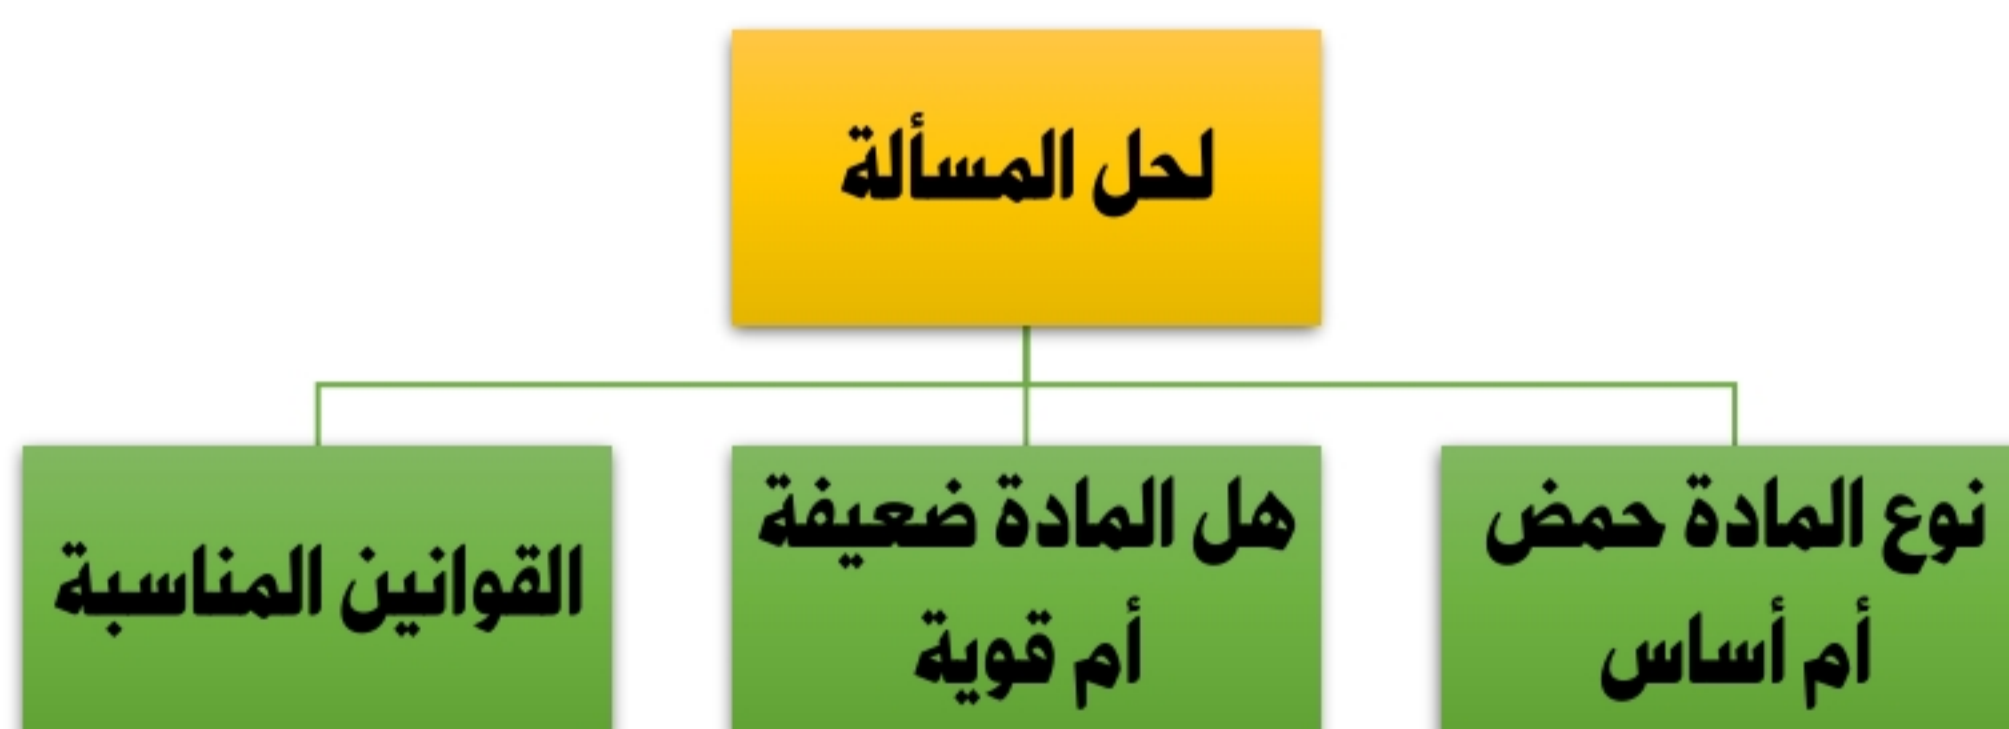 لحل المسألة
نوع المادة حمض
أم أساس
هل المادة ضعيفة
أم قوية
القوانين المناسبة